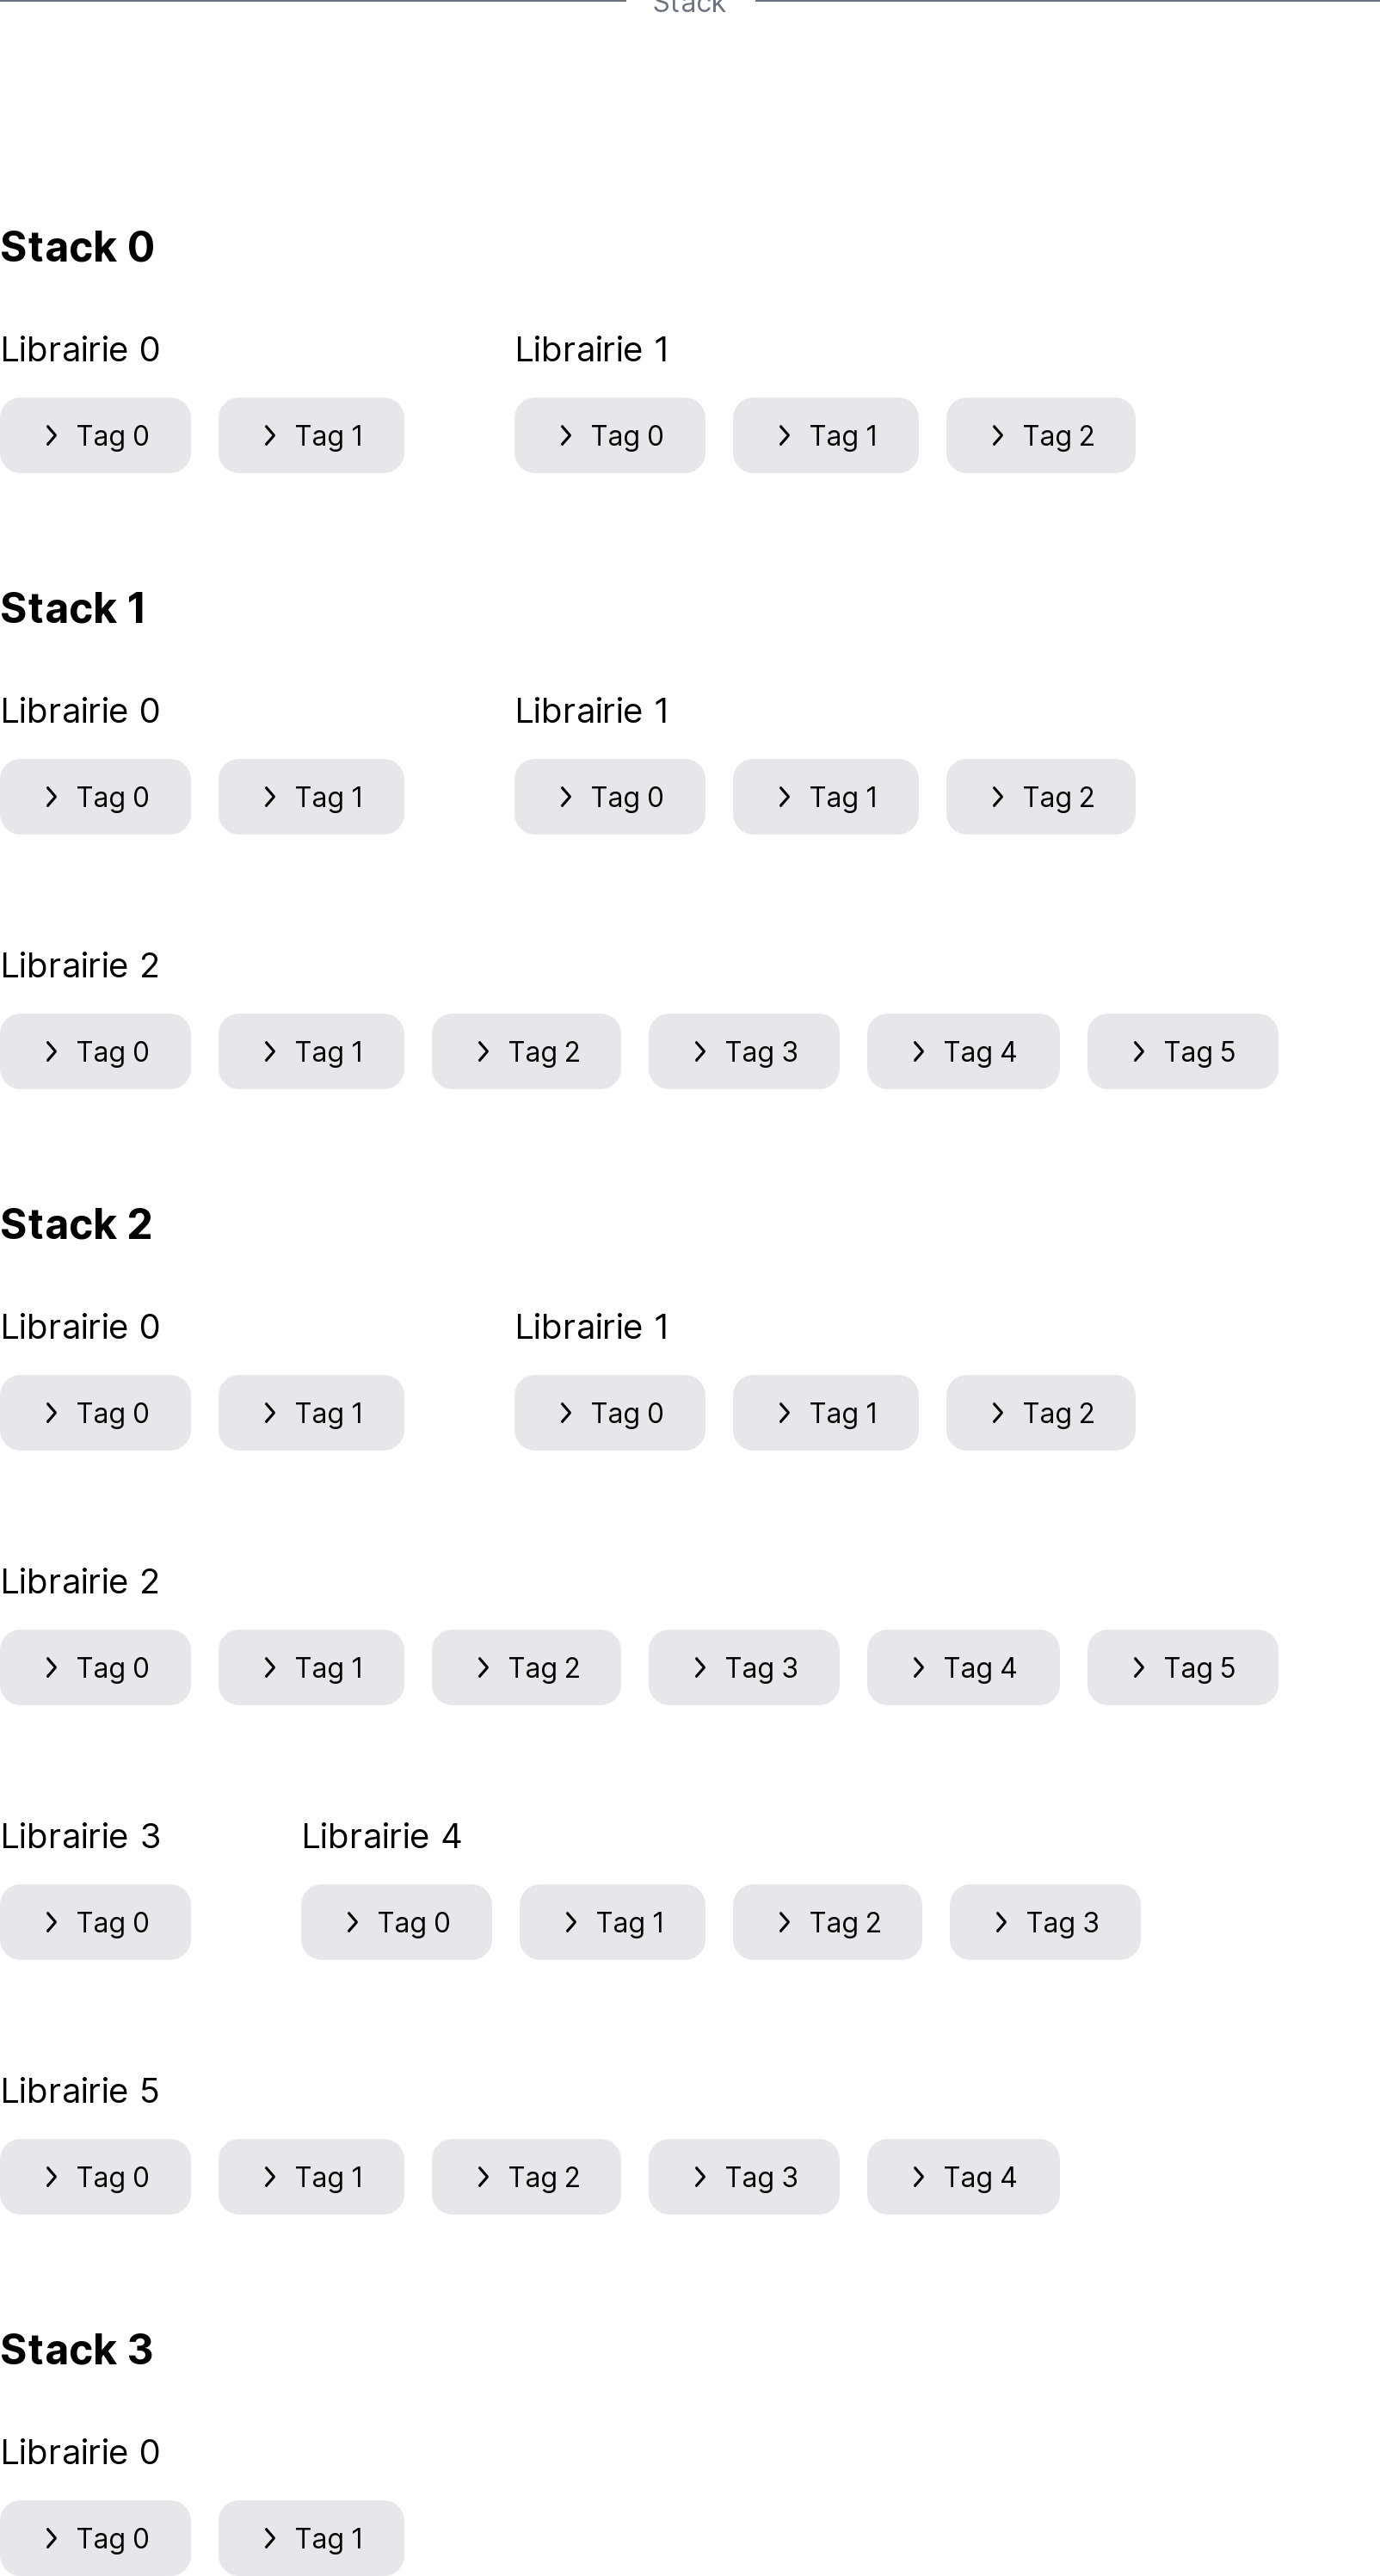 Stack
Stack 0
Librairie 0 Librairie 1
Tag 0 Tag 1 Tag 0 Tag 1 Tag 2
Stack 1
Librairie 0 Librairie 1
Tag 0 Tag 1 Tag 0 Tag 1 Tag 2
Librairie 2
Tag 0 Tag 1 Tag 2 Tag 3 Tag 4 Tag 5
Stack 2
Librairie 0 Librairie 1
Tag 0 Tag 1 Tag 0 Tag 1 Tag 2
Librairie 2
Tag 0 Tag 1 Tag 2 Tag 3 Tag 4 Tag 5
Librairie 3 Librairie 4
Tag 0 Tag 0 Tag 1 Tag 2 Tag 3
Librairie 5
Tag 0 Tag 1 Tag 2 Tag 3 Tag 4
Stack 3
Librairie 0
Tag 0 Tag 1